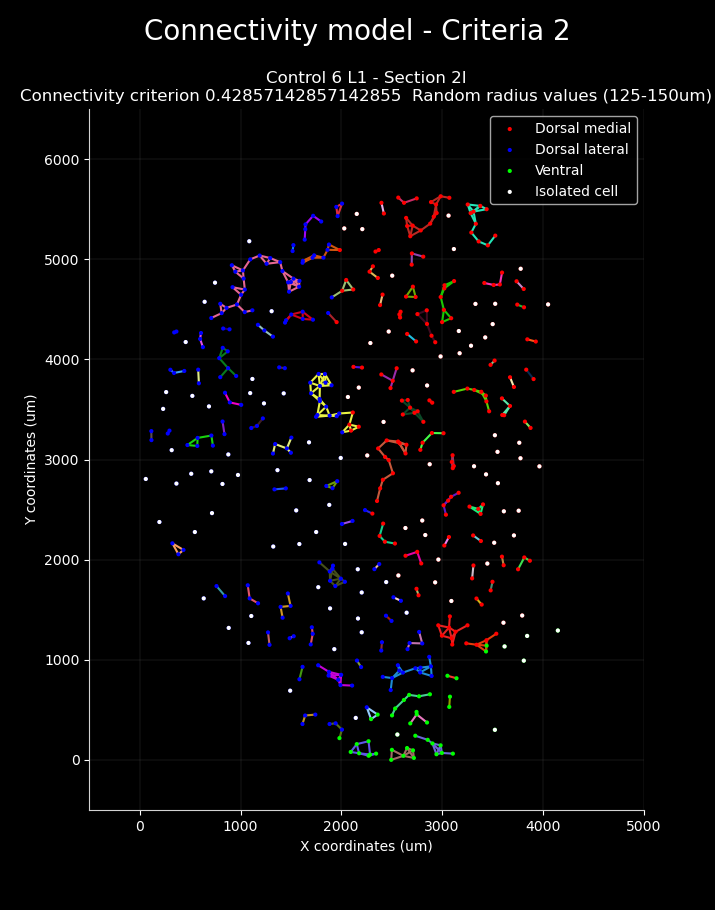 Connectivity model - Criteria 2
Control 6 L1 - Section 2I
Connectivity criterion 0.42857142857142855  Random radius values (125-150um)
Dorsal medial
Dorsal lateral
Ventral
Isolated cell
6000
5000
4000
3000
2000
1000
0
Y coordinates (um)
0
1000
2000
3000
4000
5000
X coordinates (um)